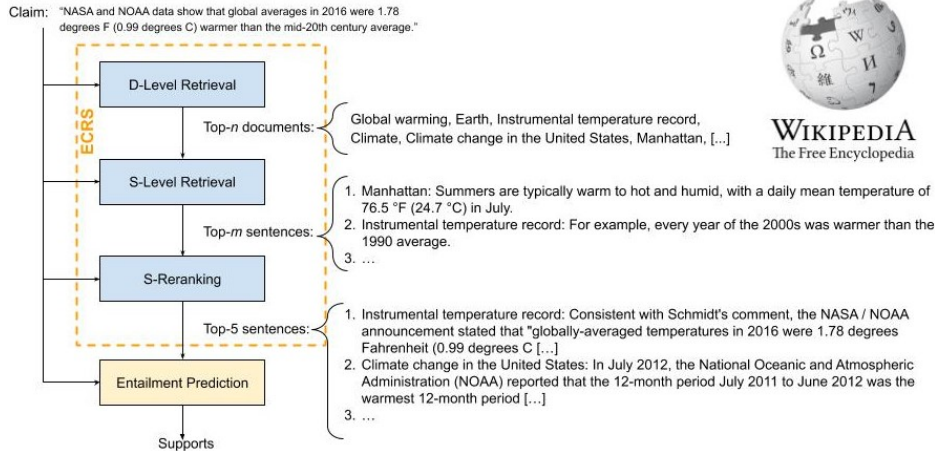 Claim: "NASA and NOAA data show that global averages in 2016 were 1.78
degrees F (0.99 degrees C) warmer than the mid-20th century average."
ECRS
D-Level Retrieval
Top-n documents:
Global warming, Earth, Instrumental temperature record,
Climate, Climate change in the United States, Manhattan, [...]
WIKIPEDIA
The Free Encyclopedia
S-Level Retrieval
Top-m sentences:
1. Manhattan: Summers are typically warm to hot and humid, with a daily mean temperature of
76.5 °F (24.7 °C) in July.
2. Instrumental temperature record: For example, every year of the 2000s was warmer than the
1990 average.
3. …
S-Reranking
Top-5 sentences:
1. Instrumental temperature record: Consistent with Schmidt's comment, the NASA / NOAA
announcement stated that "globally-averaged temperatures in 2016 were 1.78 degrees
Fahrenheit (0.99 degrees C […]
2. Climate change in the United States: In July 2012, the National Oceanic and Atmospheric
Administration (NOAA) reported that the 12-month period July 2011 to June 2012 was the
warmest 12-month period […]
3. …
Entailment Prediction
Supports
Ω
W
И
維